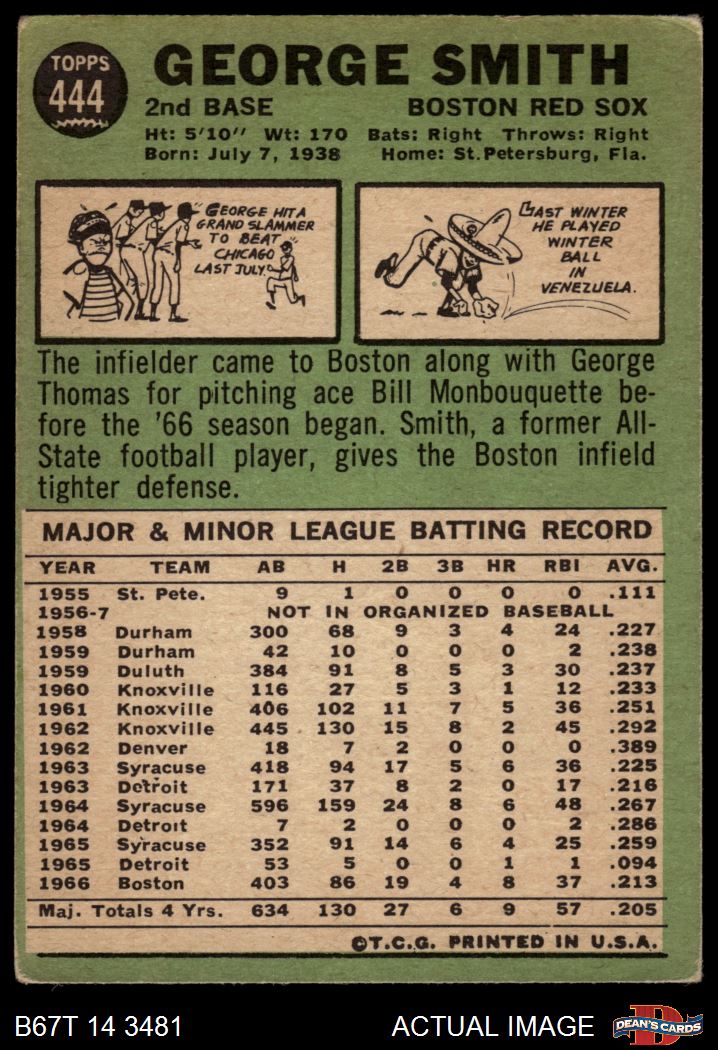 TOPPS
444
GEORGE SMITH
2nd BASE BOSTON RED SOX
Ht: 5'10" Wt: 170 Bats: Right Throws: Right
Born: July 7, 1938 Home: St.Petersburg, Fla.
GEORGE HIT A
GRAND SLAMMER
TO BEAT
CHICAGO
LAST JULY.
LAST WINTER
HE PLAYED
WINTER
BALL
IN
VENEZUELA.
The infielder came to Boston along with George
Thomas for pitching ace Bill Monbouquette be-
fore the '66 season began. Smith, a former All-
State football player, gives the Boston infield
tighter defense.
MAJOR & MINOR LEAGUE BATTING RECORD
YEAR TEAM AB H 2B 3B HR RBI AVG.
1955 St. Pete. 9 1 0 0 0 0 .111
1956-7 NOT IN ORGANIZED BASEBALL
1958 Durham 300 68 9 3 4 24 .227
1959 Durham 42 10 0 0 0 2 .238
1959 Duluth 384 91 8 5 3 30 .237
1960 Knoxville 116 27 5 3 1 12 .233
1961 Knoxville 406 102 11 7 5 36 .251
1962 Knoxville 445 130 15 8 2 45 .292
1962 Denver 18 7 2 0 0 0 .389
1963 Syracuse 418 94 17 5 6 36 .225
1963 Detroit 171 37 8 2 0 17 .216
1964 Syracuse 596 159 24 8 6 48 .267
1964 Detroit 7 2 0 0 0 2 .286
1965 Syracuse 352 91 14 6 4 25 .259
1965 Detroit 53 5 0 0 1 1 .094
1966 Boston 403 86 19 4 8 37 .213
Maj. Totals 4 Yrs. 634 130 27 6 9 57 .205
©T.C.G. PRINTED IN U.S.A.
B67T 14 3481 ACTUAL IMAGE D DEAN'S CARDS